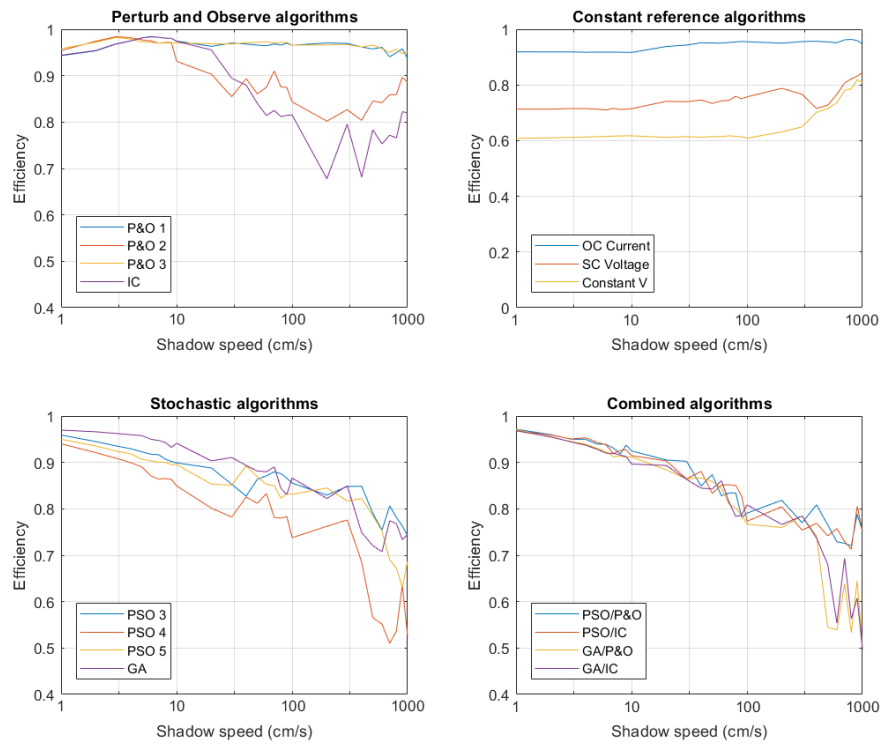 Perturb and Observe algorithms
1
0.9
0.8
0.7
0.6
0.5
0.4
Efficiency
P&O 1
P&O 2
P&O 3
IC
1
10
100
1000
Shadow speed (cm/s)
Constant reference algorithms
1
0.8
0.6
0.4
0.2
0
Efficiency
OC Current
SC Voltage
Constant V
1
10
100
1000
Shadow speed (cm/s)
Stochastic algorithms
1
0.9
0.8
0.7
0.6
0.5
0.4
Efficiency
PSO 3
PSO 4
PSO 5
GA
1
10
100
1000
Shadow speed (cm/s)
Combined algorithms
1
0.9
0.8
0.7
0.6
0.5
0.4
Efficiency
PSO/P&O
PSO/IC
GA/P&O
GA/IC
1
10
100
1000
Shadow speed (cm/s)